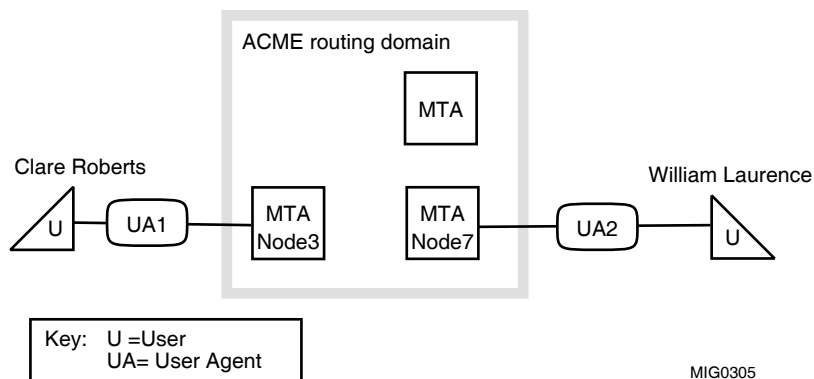 ACME routing domain
MTA
Clare Roberts
William Laurence
U
UA1
MTA
Node3
MTA
Node7
UA2
U
Key: U =User
UA= User Agent
MIG0305